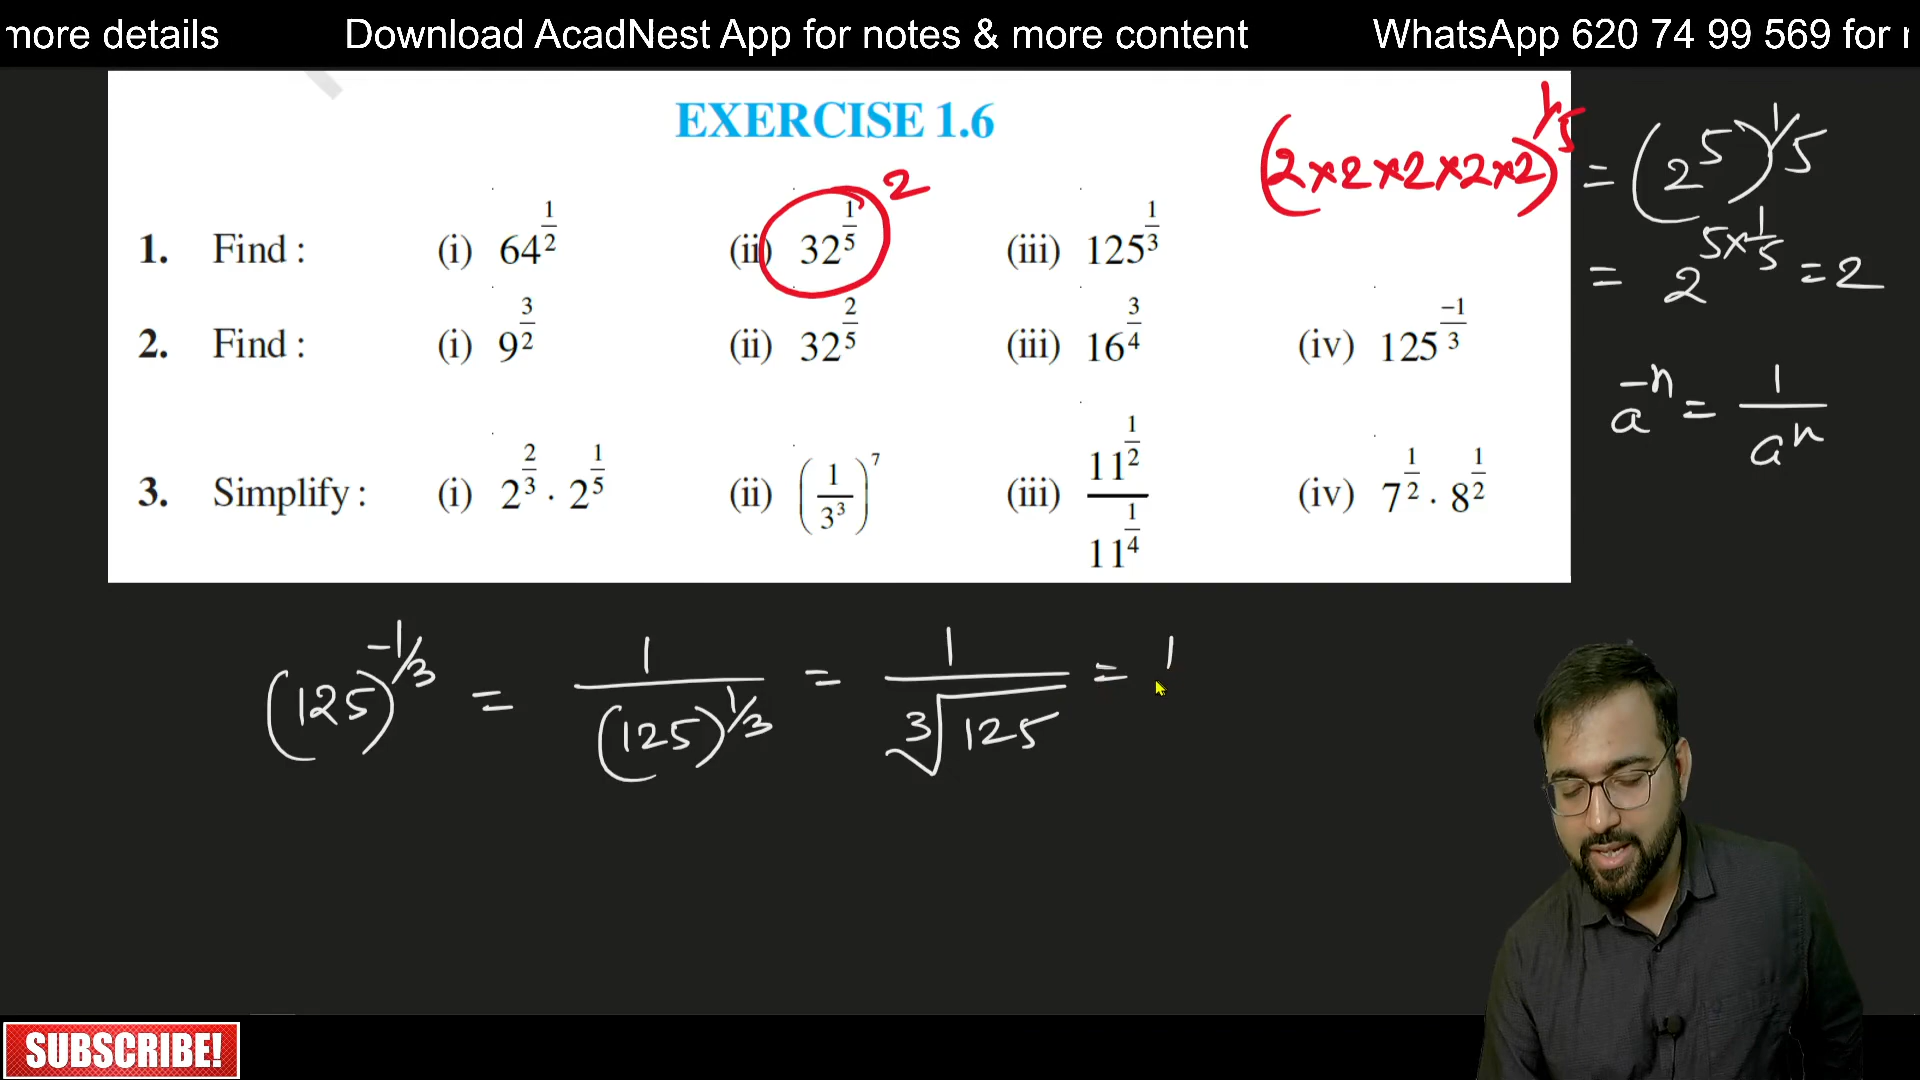 more details Download AcadNest App for notes & more content WhatsApp 620 74 99 569 for
EXERCISE 1.6
(2×2×2×2×2)^1/5 = (2^5)^1/5
= 2^(5×1/5) = 2
2
1. Find : (i) 64^(1/2) (ii) 32^(1/5) (iii) 125^(1/3)
2. Find : (i) 9^(3/2) (ii) 32^(2/5) (iii) 16^(3/4) (iv) 125^(-1/3)
a^-n = 1/a^n
3. Simplify : (i) 2^(2/3) . 2^(1/5) (ii) (1/3^3)^7 (iii) 11^(1/2)/11^(1/4) (iv) 7^(1/2) . 8^(1/2)
(125)^-1/3 = 1/(125)^1/3 = 1/∛125 = 1
SUBSCRIBE!